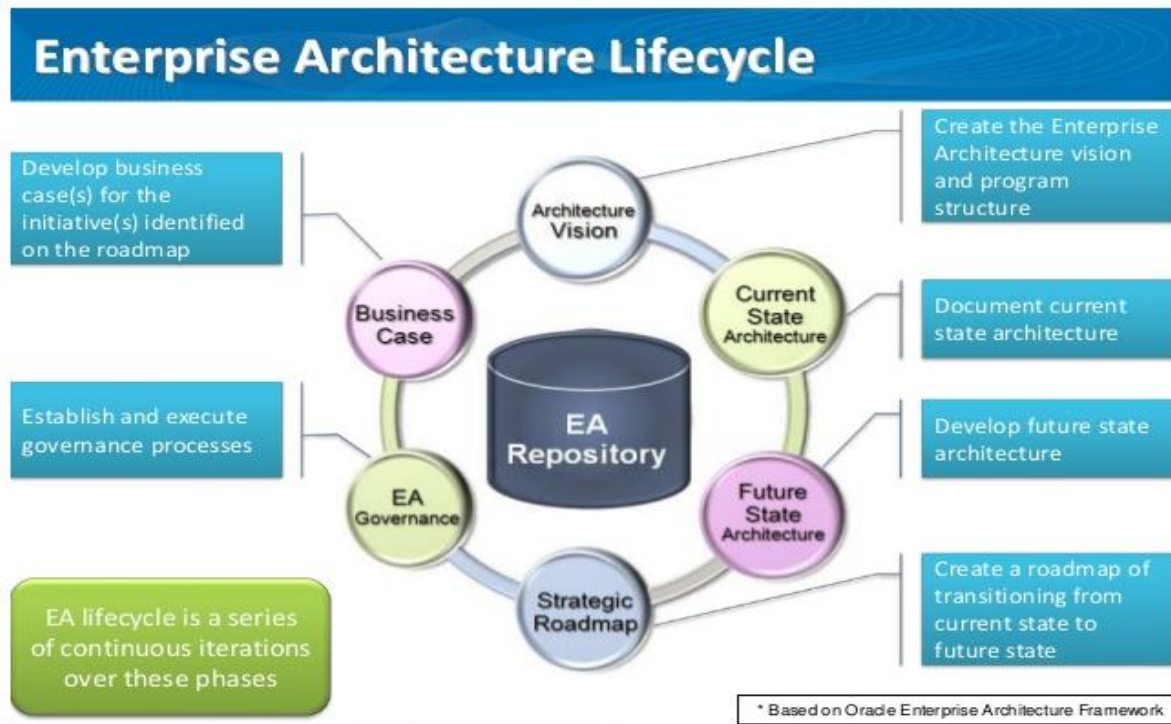 Enterprise Architecture Lifecycle
Develop business
case(s) for the
initiative(s) identified
on the roadmap
Establish and execute
governance processes
Architecture
Vision
Current
State
Architecture
Future
State
Architecture
Strategic
Roadmap
EA
Governance
Business
Case
EA
Repository
Create the Enterprise
Architecture vision
and program
structure
Document current
state architecture
Develop future state
architecture
Create a roadmap of
transitioning from
current state to
future state
EA lifecycle is a series
of continuous iterations
over these phases
* Based on Oracle Enterprise Architecture Framework